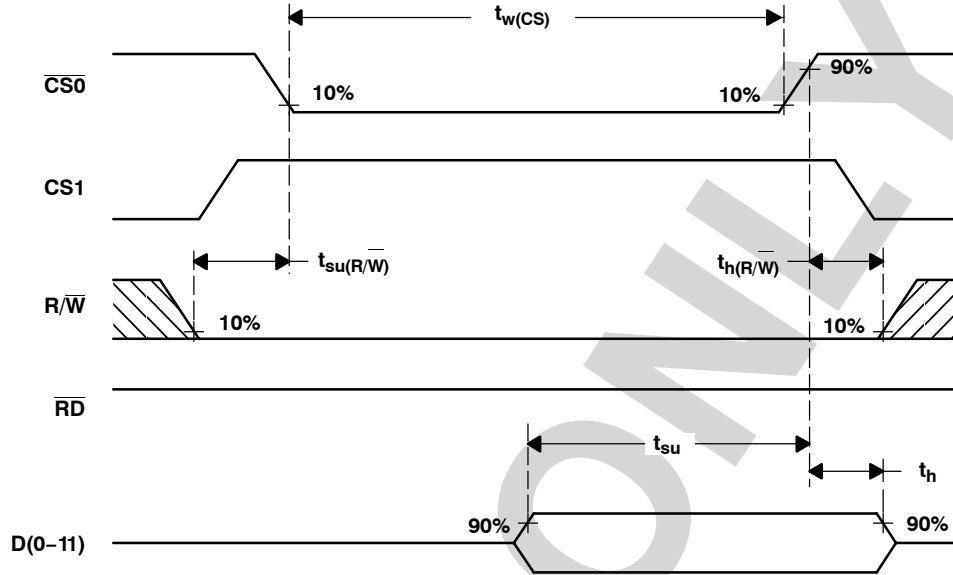 tw(CS)
CS0
10%
10%
90%
CS1
tsu(R/W)
th(R/W)
R/W
10%
10%
RD
tsu
th
90%
90%
D(0−11)
ONLY